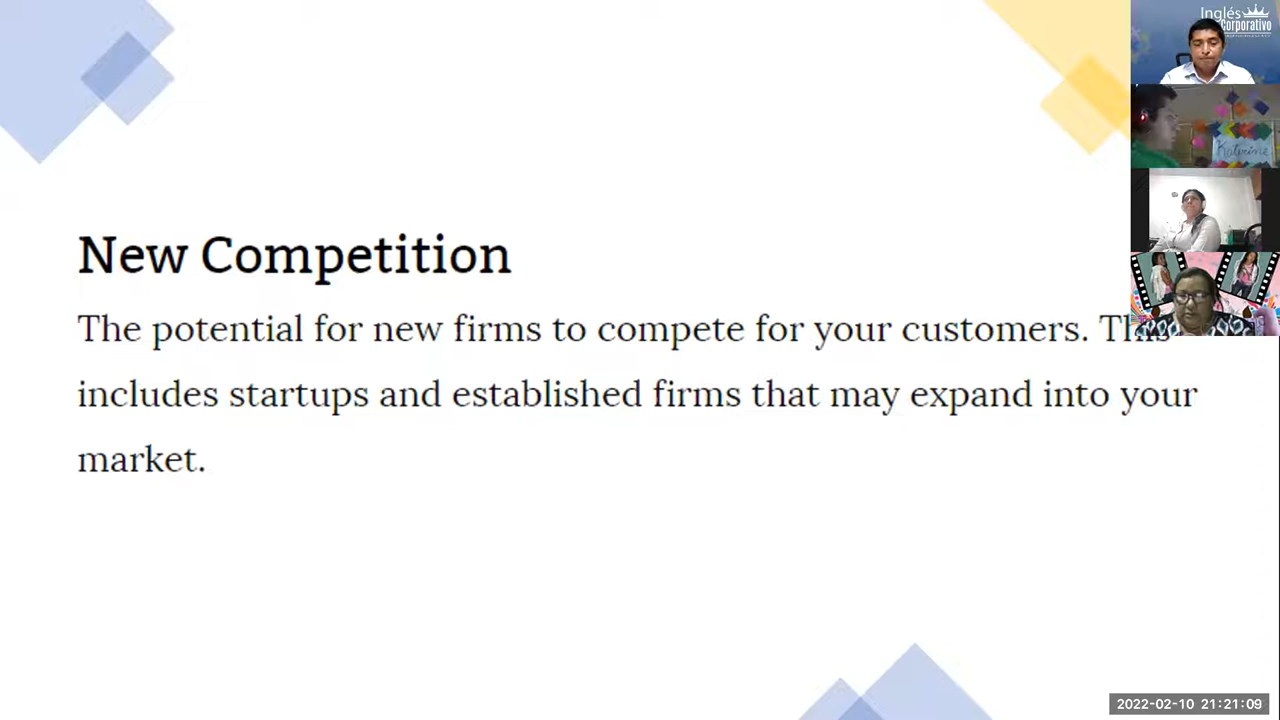 Inglés
Corporativo
Katerine
New Competition
The potential for new firms to compete for your customers. This
includes startups and established firms that may expand into your
market.
2022-02-10 21:21:09